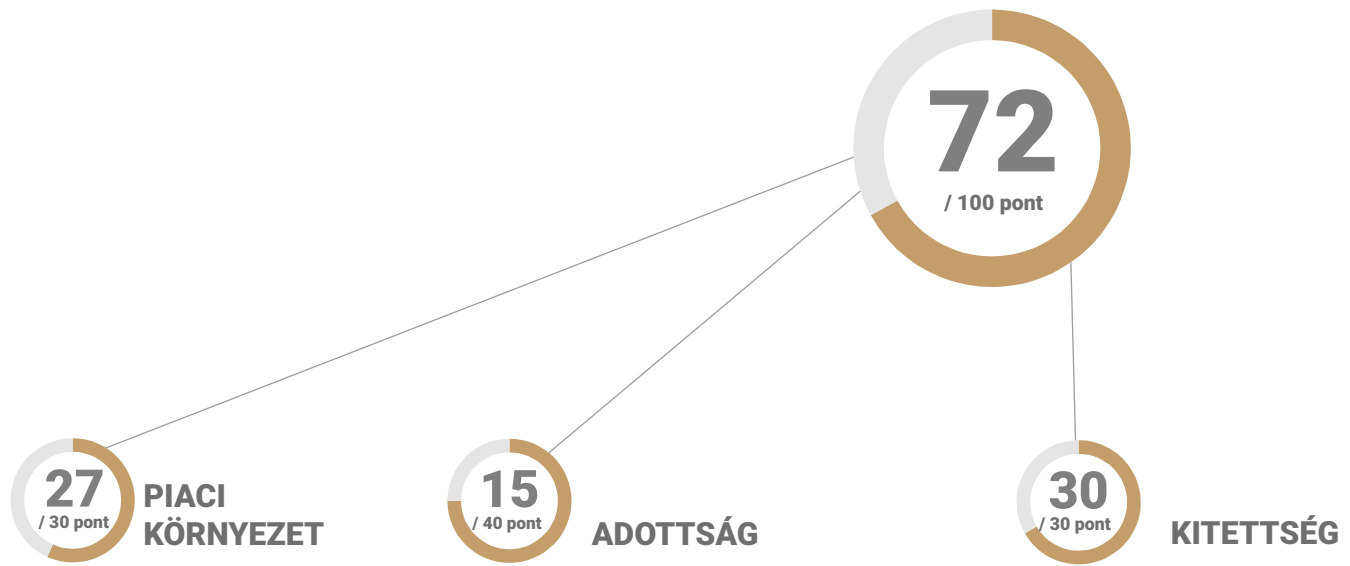 72
/ 100 pont
27
/ 30 pont
PIACI
KÖRNYEZET
15
/ 40 pont
ADOTTSÁG
30
/ 30 pont
KITETTSÉG